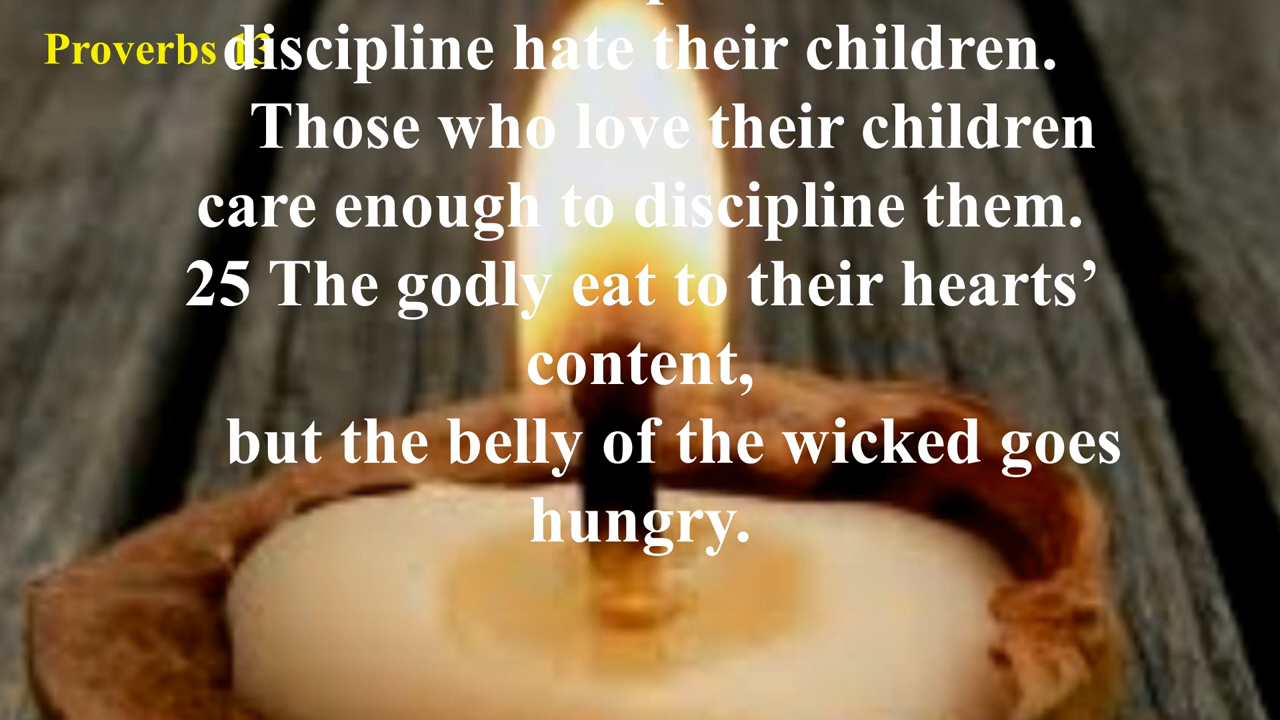 Proverbs
discipline hate their children.
Those who love their children
care enough to discipline them.
25 The godly eat to their hearts’
content,
but the belly of the wicked goes
hungry.